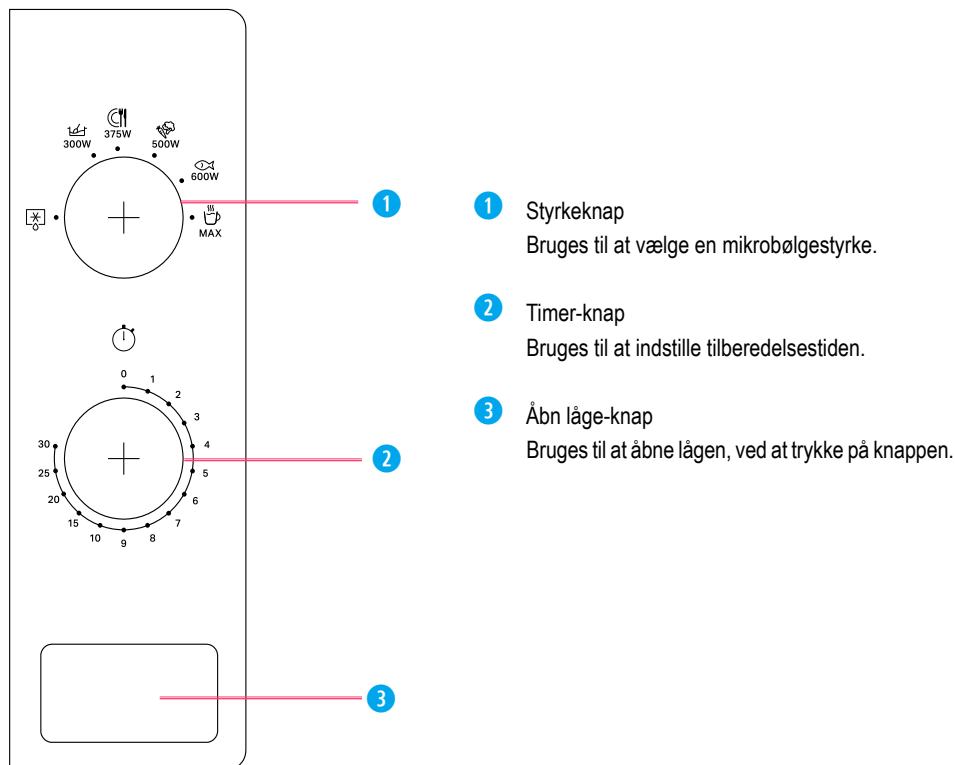 375W
300W
500W
600W
MAX
1
2
3
0
1
2
3
4
5
6
7
8
9
10
15
20
25
30
1 Styrkeknap
Bruges til at vælge en mikrobølgestyrke.
2 Timer-knap
Bruges til at indstille tilberedelsestiden.
3 Åbn låge-knap
Bruges til at åbne lågen, ved at trykke på knappen.